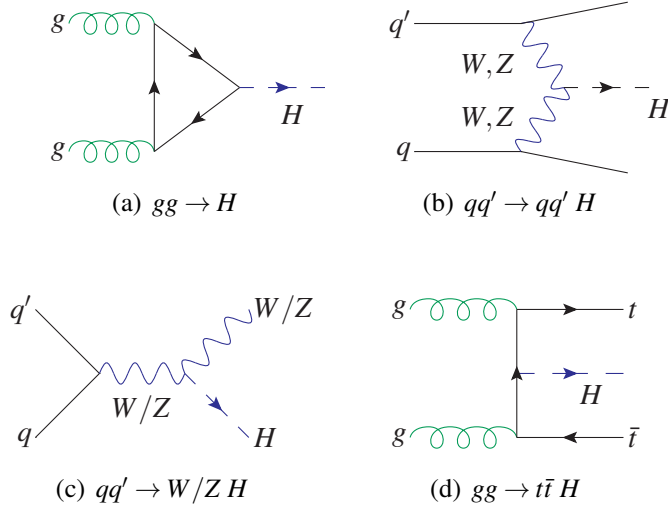 g
g
H
(a) gg → H
q′
q
W, Z
W, Z
H
(b) qq′ → qq′ H
q′
q
W/Z
W/Z
H
(c) qq′ → W/Z H
g
g
t
H
t̄
(d) gg → tt̄ H